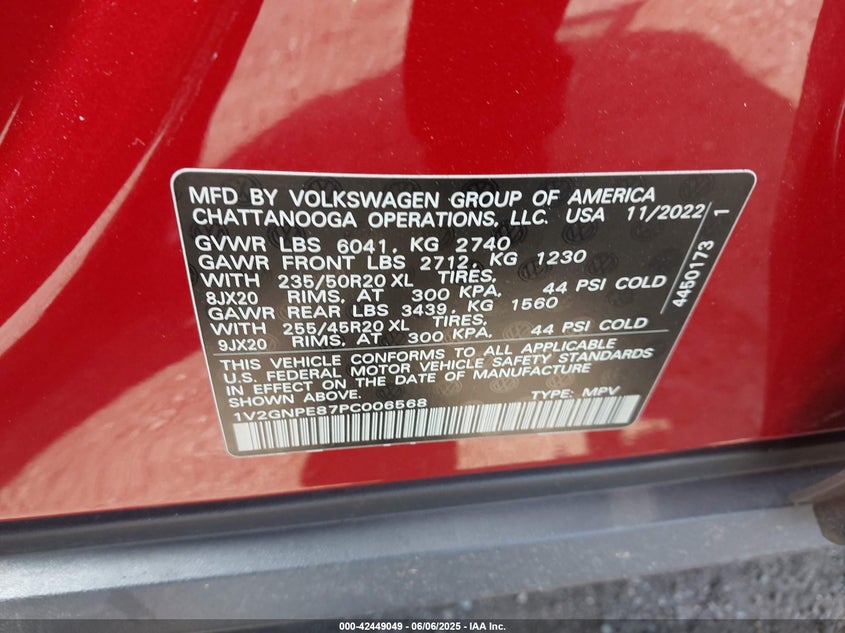 MFD BY VOLKSWAGEN GROUP OF AMERICA
CHATTANOOGA OPERATIONS, LLC. USA 11/2022
GVWR LBS 6041, KG 2740
GAWR FRONT LBS 2712, KG 1230
WITH 235/50R20 XL TIRES,
8JX20 RIMS, AT 300 KPA, 44 PSI COLD
GAWR REAR LBS 3439, KG 1560
WITH 255/45R20 XL TIRES,
9JX20 RIMS, AT 300 KPA, 44 PSI COLD
THIS VEHICLE CONFORMS TO ALL APPLICABLE
U.S. FEDERAL MOTOR VEHICLE SAFETY STANDARDS
IN EFFECT ON THE DATE OF MANUFACTURE
SHOWN ABOVE.
TYPE: MPV
1V2GNPE87PC006568
4450173 1
000-42449049 - 06/06/2025 - IAA Inc.